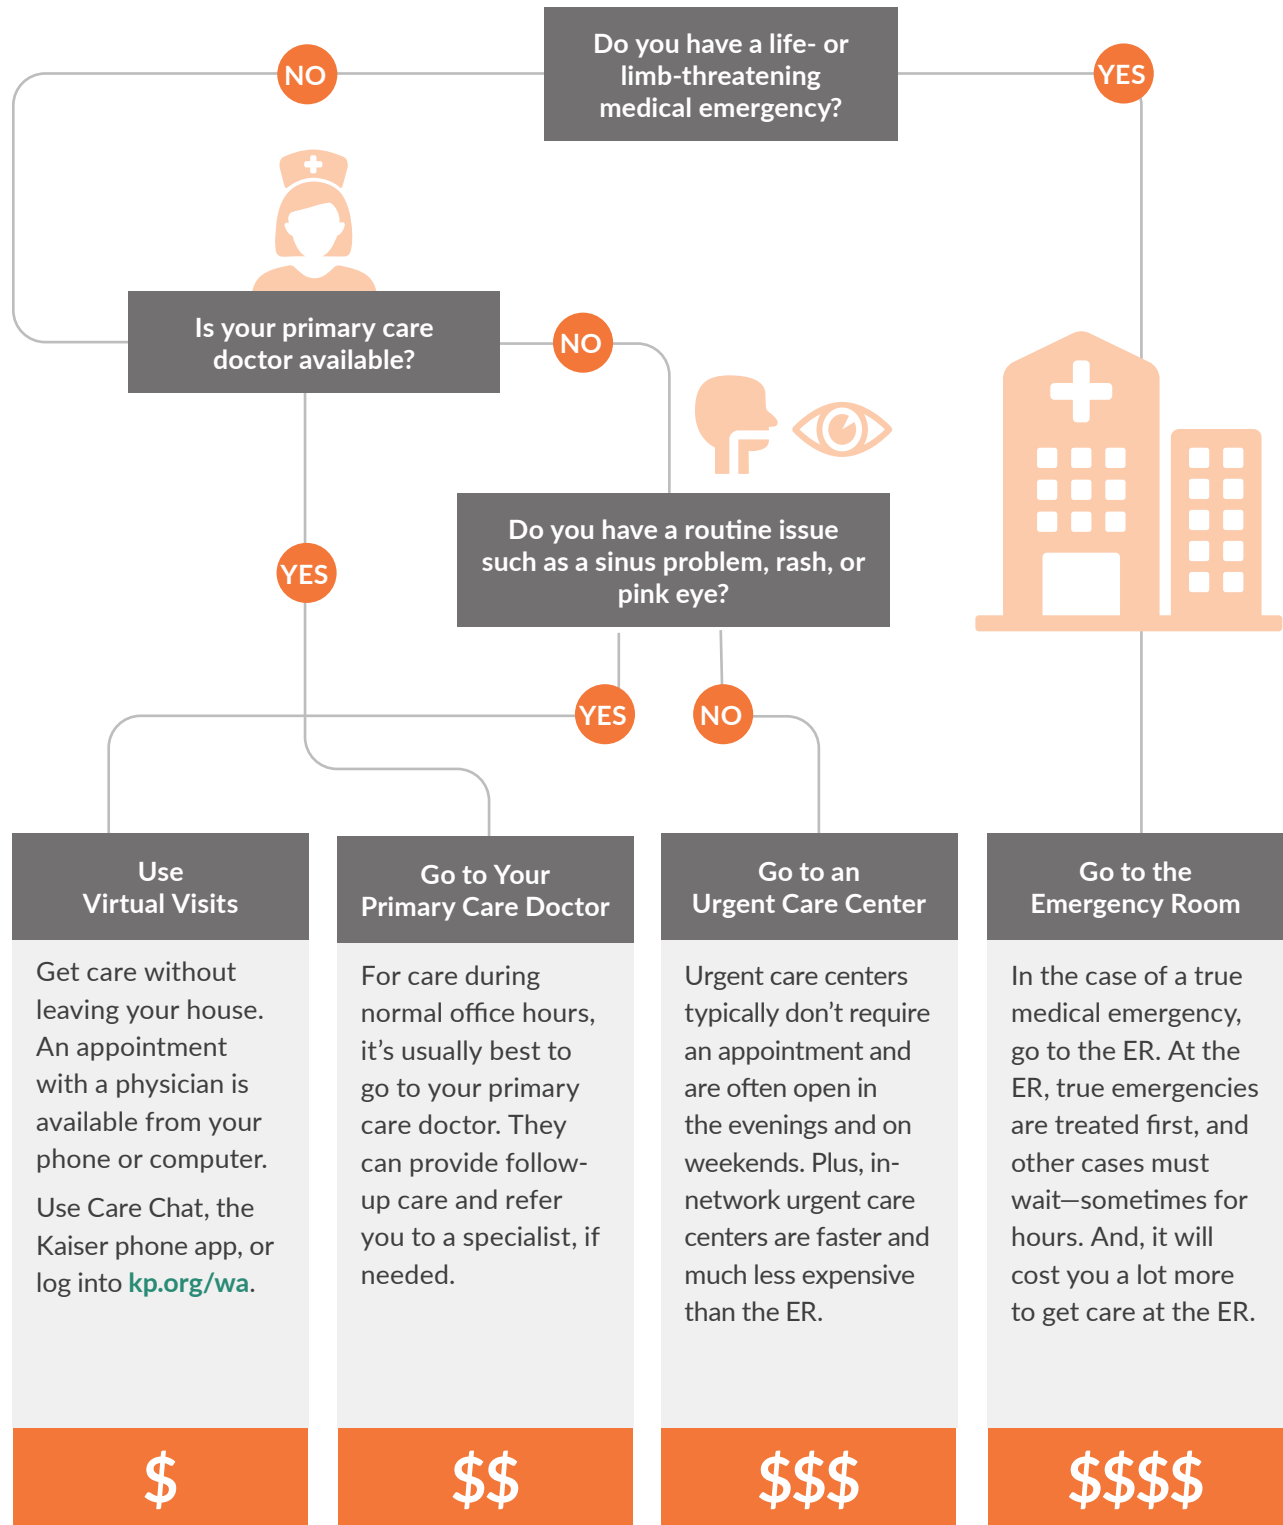 Do you have a life- or
limb-threatening
medical emergency?
NO
YES
Is your primary care
doctor available?
NO
YES
Do you have a routine issue
such as a sinus problem, rash, or
pink eye?
YES
NO
Use
Virtual Visits
Get care without
leaving your house.
An appointment
with a physician is
available from your
phone or computer.
Use Care Chat, the
Kaiser phone app, or
log into kp.org/wa.
$
Go to Your
Primary Care Doctor
For care during
normal office hours,
it’s usually best to
go to your primary
care doctor. They
can provide follow-
up care and refer
you to a specialist, if
needed.
$$
Go to an
Urgent Care Center
Urgent care centers
typically don’t require
an appointment and
are often open in
the evenings and on
weekends. Plus, in-
network urgent care
centers are faster and
much less expensive
than the ER.
$$$
Go to the
Emergency Room
In the case of a true
medical emergency,
go to the ER. At the
ER, true emergencies
are treated first, and
other cases must
wait—sometimes for
hours. And, it will
cost you a lot more
to get care at the ER.
$$$$